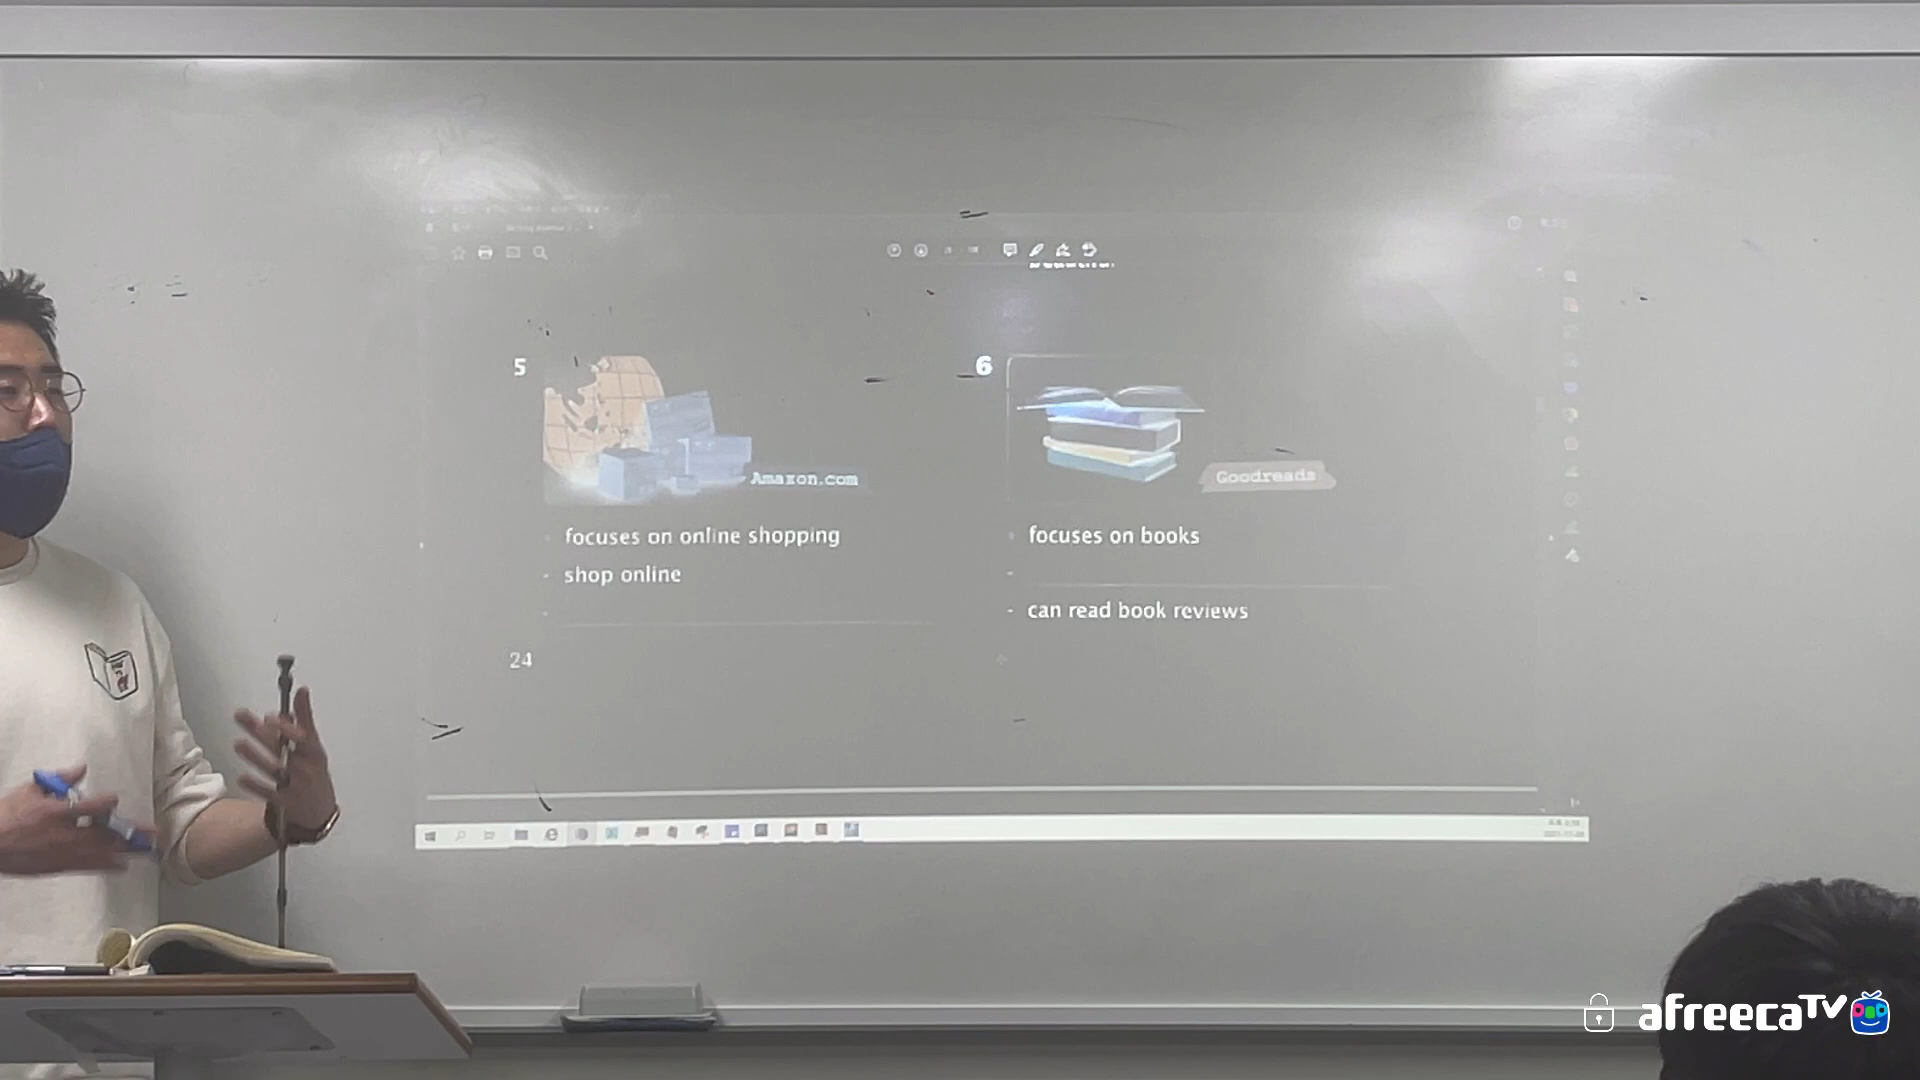 5
Amazon.com
focuses on online shopping
- shop online
-
24
6
Goodreads
focuses on books
-
- can read book reviews
afreecaTV